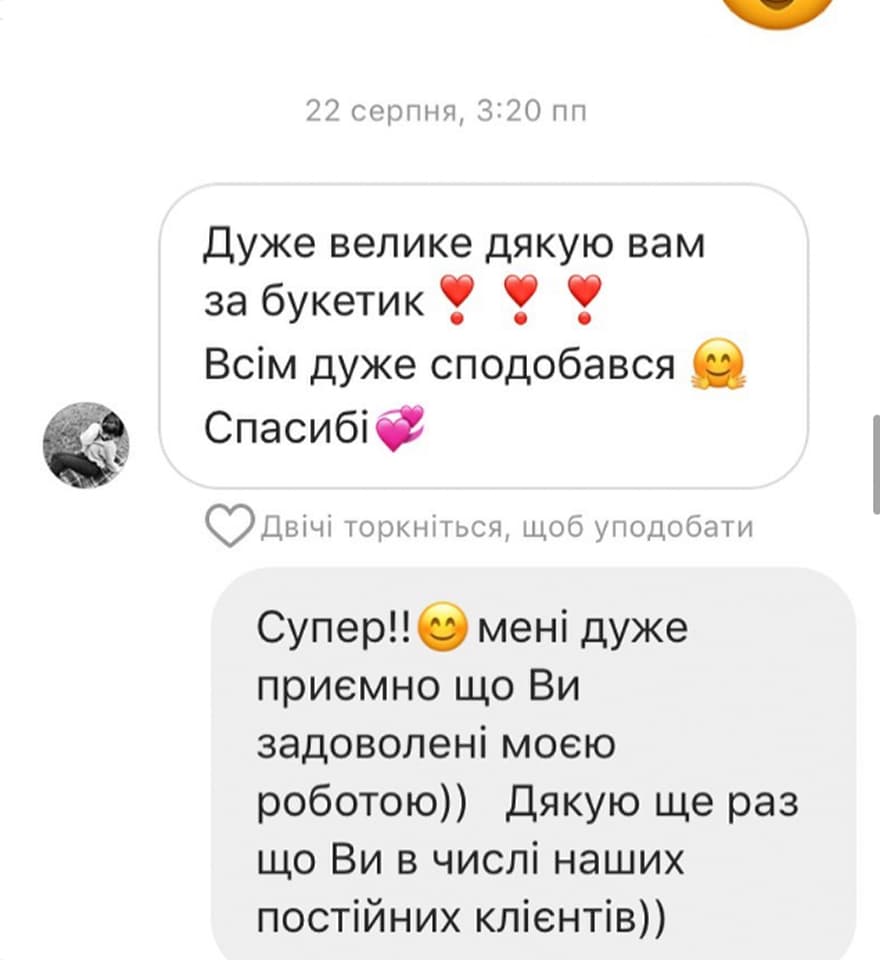 22 серпня, 3:20 пп
Дуже велике дякую вам
за букетик❣️ ❣️ ❣️
Всім дуже сподобався 🤗
Спасибі💞
Двічі торкніться, щоб уподобати
Супер!!😊мені дуже
приємно що Ви
задоволені моєю
роботою)) Дякую ще раз
що Ви в числі наших
постійних клієнтів))